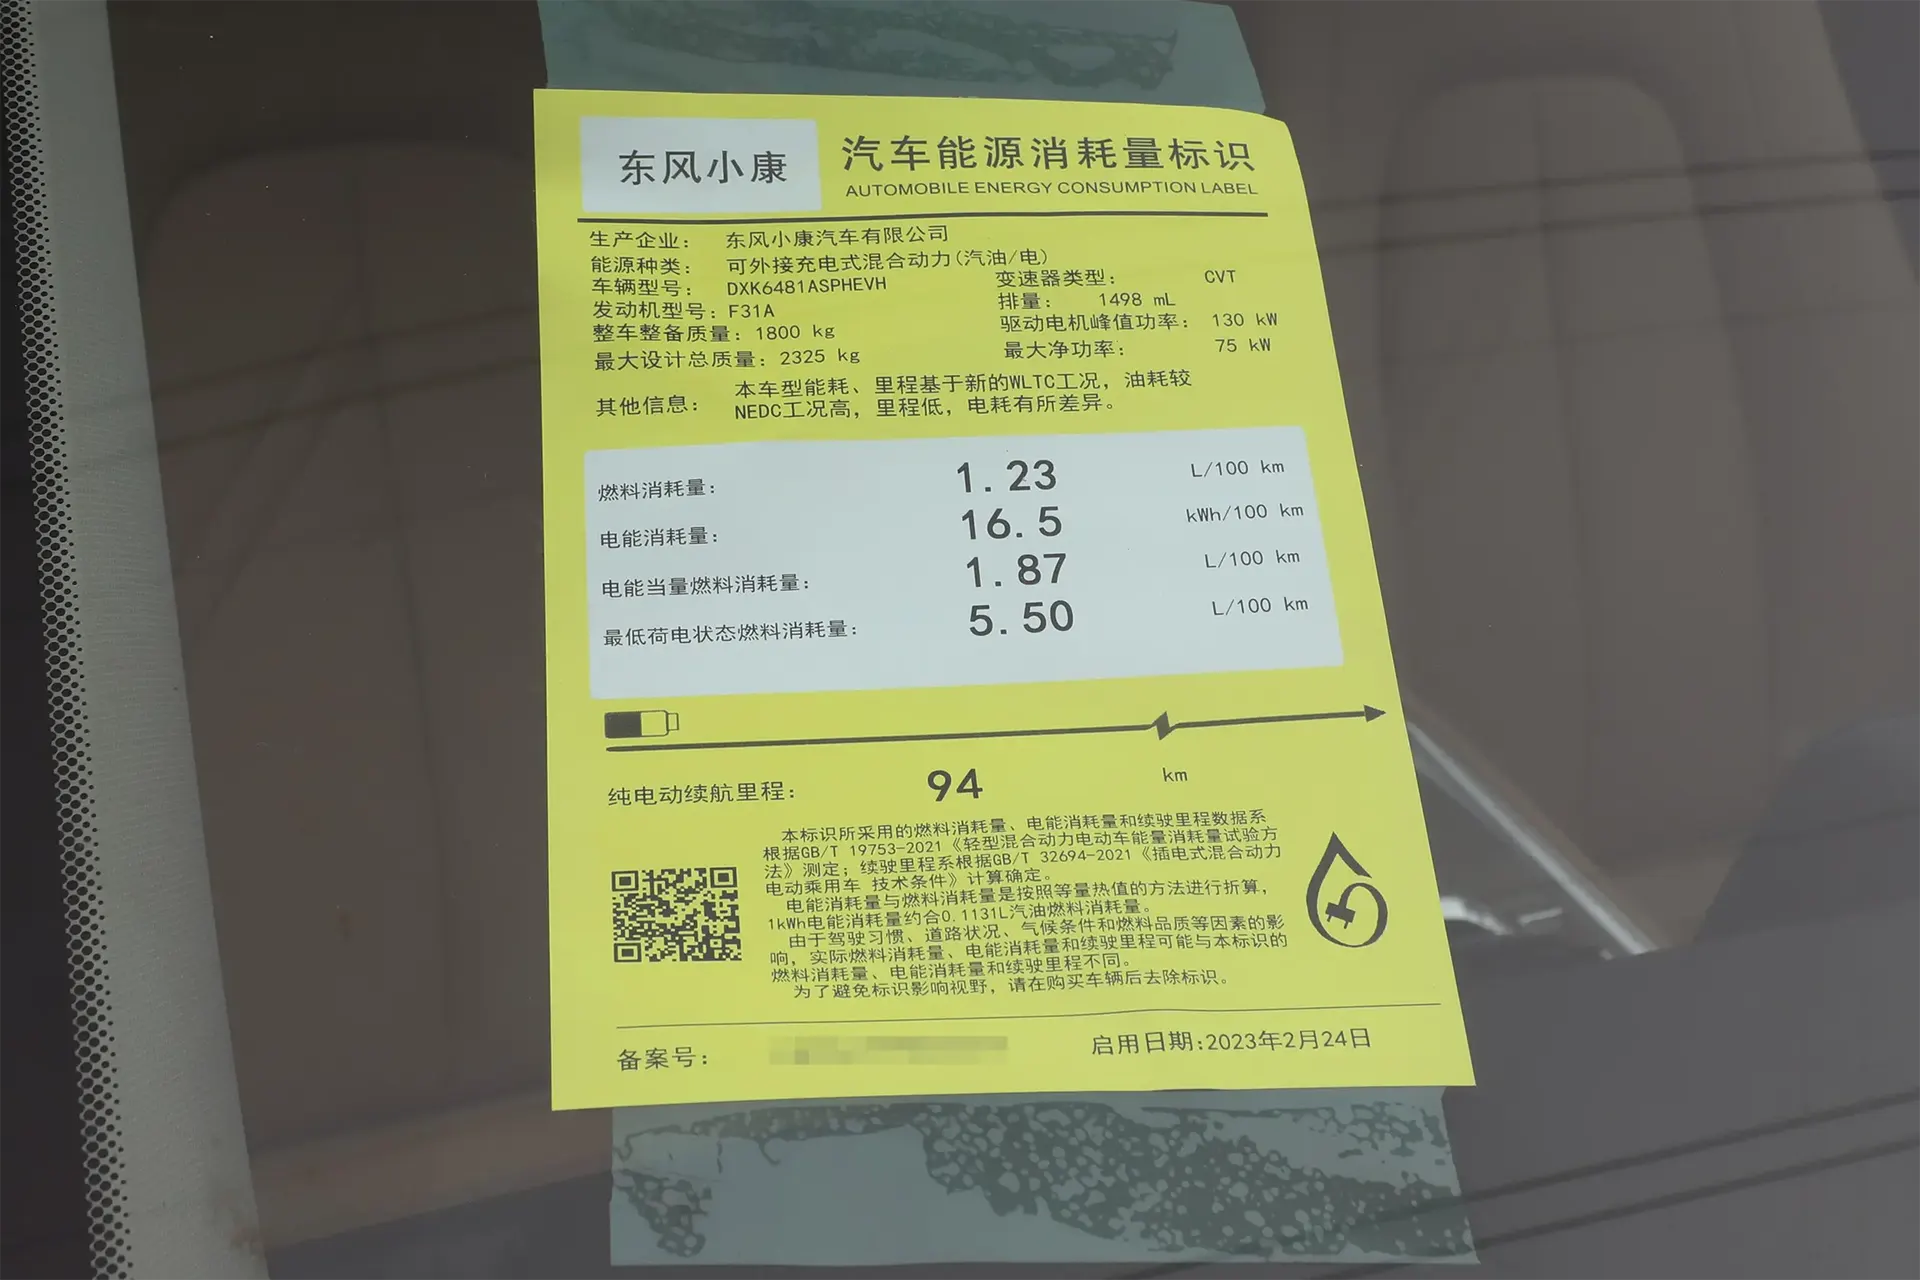 东风小康
汽车能源消耗量标识
AUTOMOBILE ENERGY CONSUMPTION LABEL
生产企业： 东风小康汽车有限公司
能源种类： 可外接充电式混合动力(汽油/电)
车辆型号： DXK6481ASPHEVH
变速器类型： CVT
发动机型号：F31A
排量： 1498 mL
整车整备质量：1800 kg
驱动电机峰值功率： 130 kW
最大设计总质量：2325 kg
最大净功率： 75 kW
其他信息： 本车型能耗、里程基于新的WLTC工况，油耗较
NEDC工况高，里程低，电耗有所差异。
燃料消耗量： 1.23 L/100 km
电能消耗量： 16.5 kWh/100 km
电能当量燃料消耗量： 1.87 L/100 km
最低荷电状态燃料消耗量： 5.50 L/100 km
纯电动续航里程： 94 km
本标识所采用的燃料消耗量、电能消耗量和续驶里程数据系
根据GB/T 19753-2021《轻型混合动力电动车能量消耗量试验方
法》测定；续驶里程系根据GB/T 32694-2021《插电式混合动力
电动乘用车 技术条件》计算确定。
电能消耗量与燃料消耗量是按照等量热值的方法进行折算，
1kWh电能消耗量约合0.1131L汽油燃料消耗量。
由于驾驶习惯、道路状况、气候条件和燃料品质等因素的影
响，实际燃料消耗量、电能消耗量和续驶里程可能与本标识的
燃料消耗量、电能消耗量和续驶里程不同。
为了避免标识影响视野，请在购买车辆后去除标识。
备案号：
启用日期:2023年2月24日